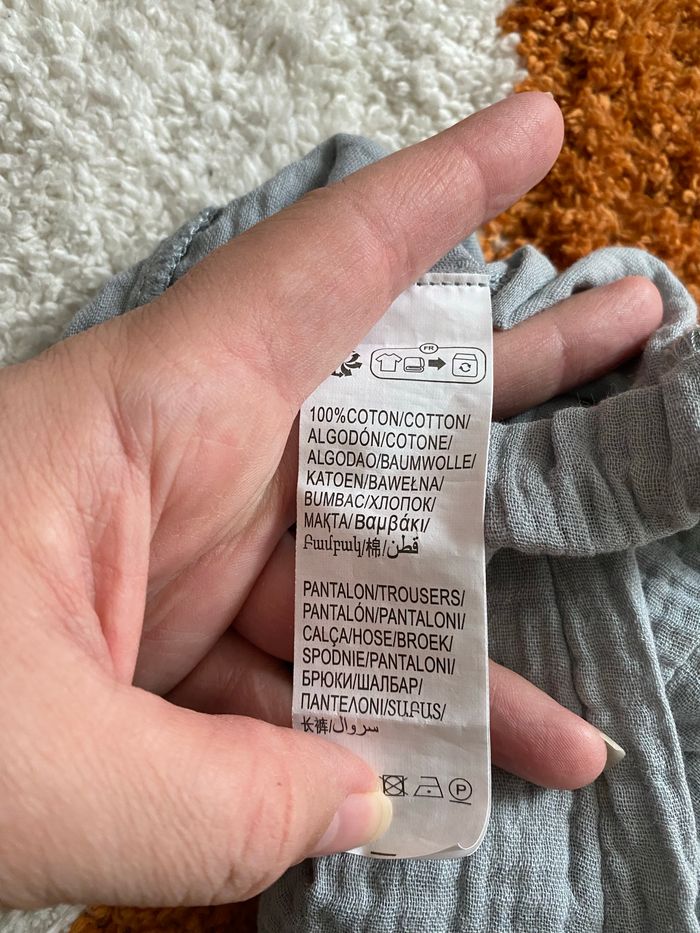 FR
100%COTON/COTTON/
ALGODÓN/COTONE/
ALGODAO/BAUMWOLLE/
KATOEN/BAWEŁNA/
BUMBAC/ХЛОПОК/
МАҚТА/Βαμβάκι/
Բամբակ/棉/قطن
PANTALON/TROUSERS/
PANTALÓN/PANTALONI/
CALÇA/HOSE/BROEK/
SPODNIE/PANTALONI/
БРЮКИ/ШАЛБАР/
ΠΑΝΤΕΛΟΝΙ/ՏԱԲԱՏ/
长裤/سروال
P